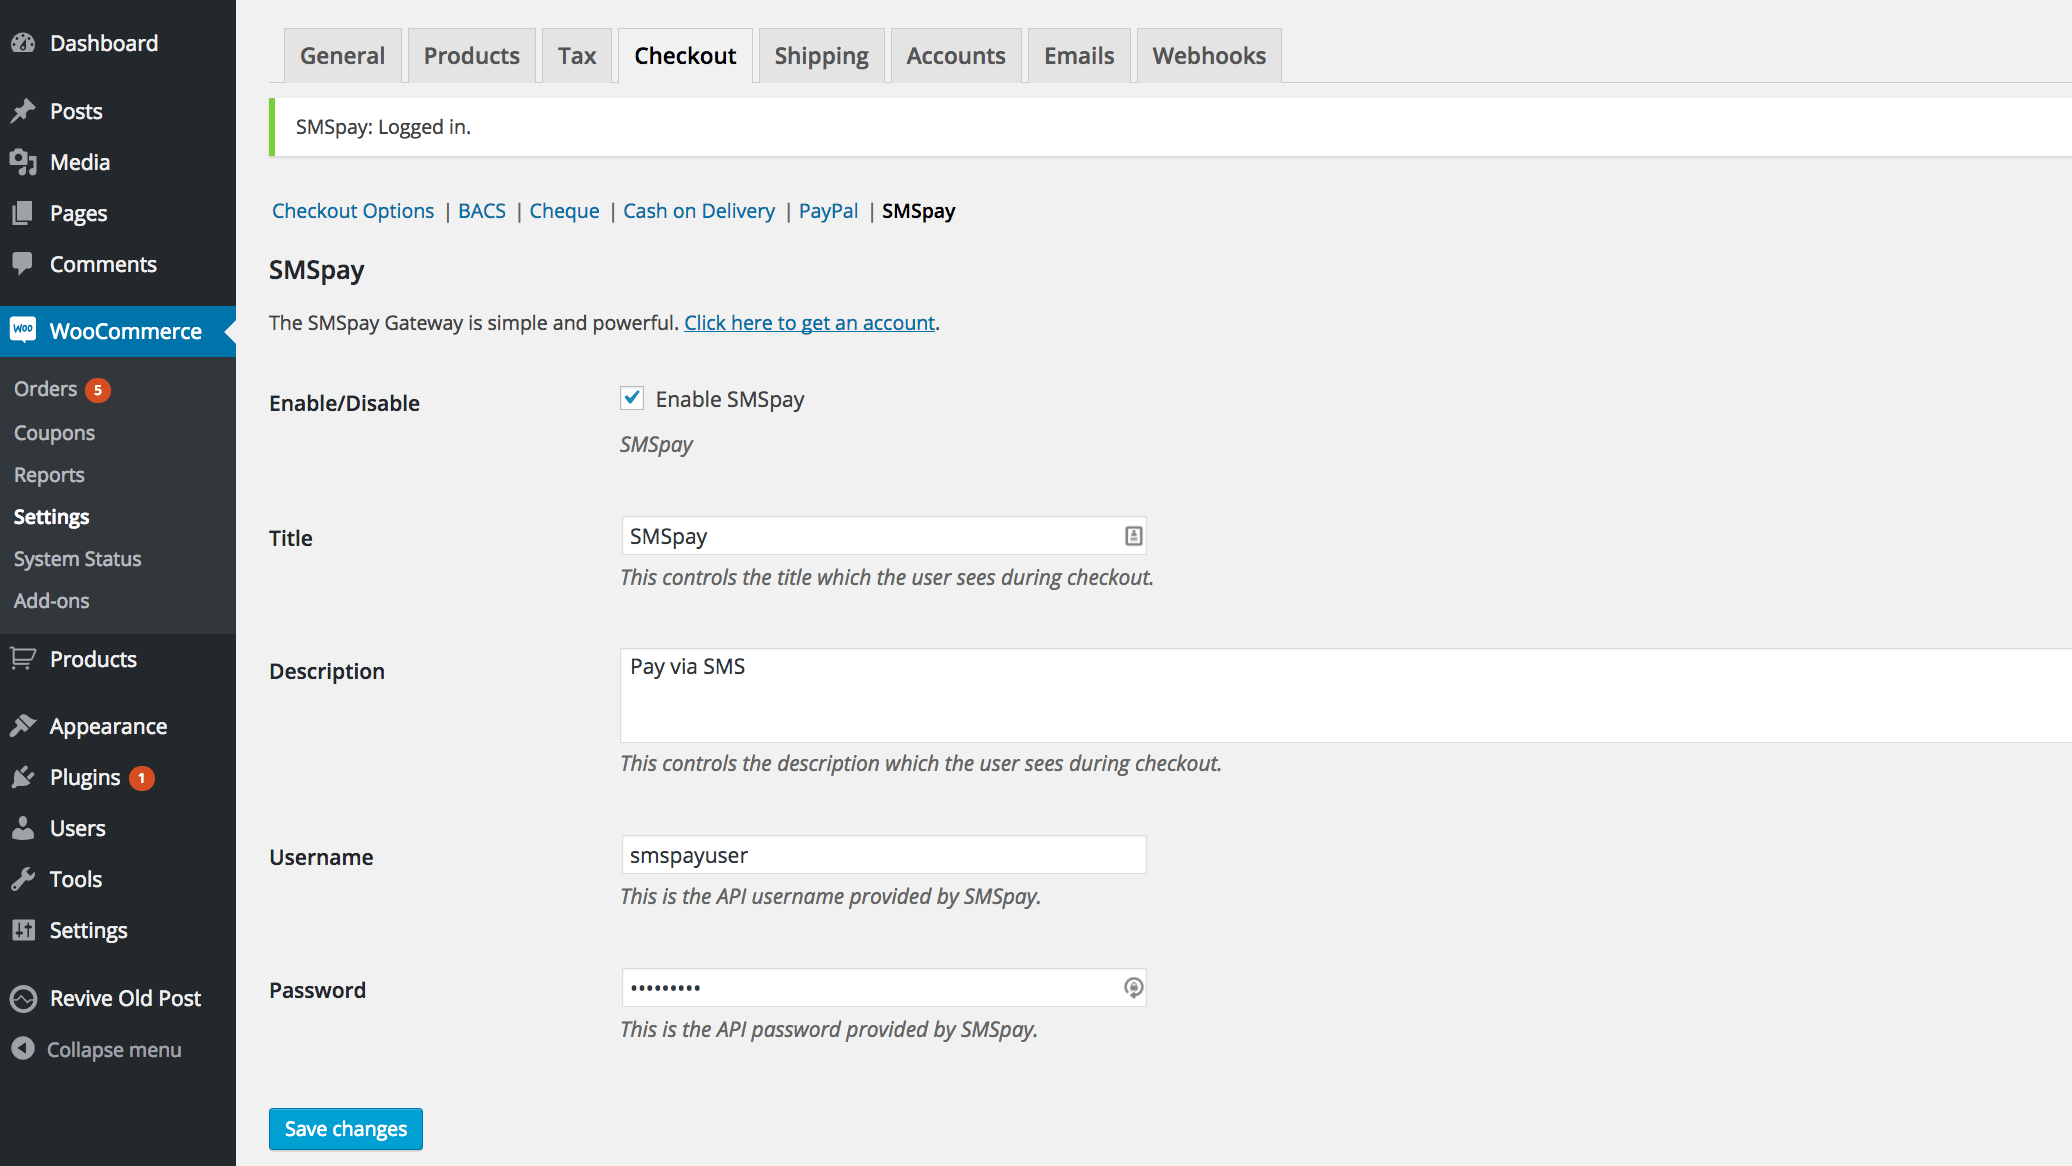 Dashboard
Posts
Media
Pages
Comments
WOO WooCommerce
Orders 5
Coupons
Reports
Settings
System Status
Add-ons
Products
Appearance
Plugins 1
Users
Tools
Settings
Revive Old Post
Collapse menu
General Products Tax Checkout Shipping Accounts Emails Webhooks
SMSpay: Logged in.
Checkout Options | BACS | Cheque | Cash on Delivery | PayPal | SMSpay
SMSpay
The SMSpay Gateway is simple and powerful. Click here to get an account.
Enable/Disable Enable SMSpay
SMSpay
Title SMSpay
This controls the title which the user sees during checkout.
Description Pay via SMS
This controls the description which the user sees during checkout.
Username smspayuser
This is the API username provided by SMSpay.
Password •••••••••
This is the API password provided by SMSpay.
Save changes